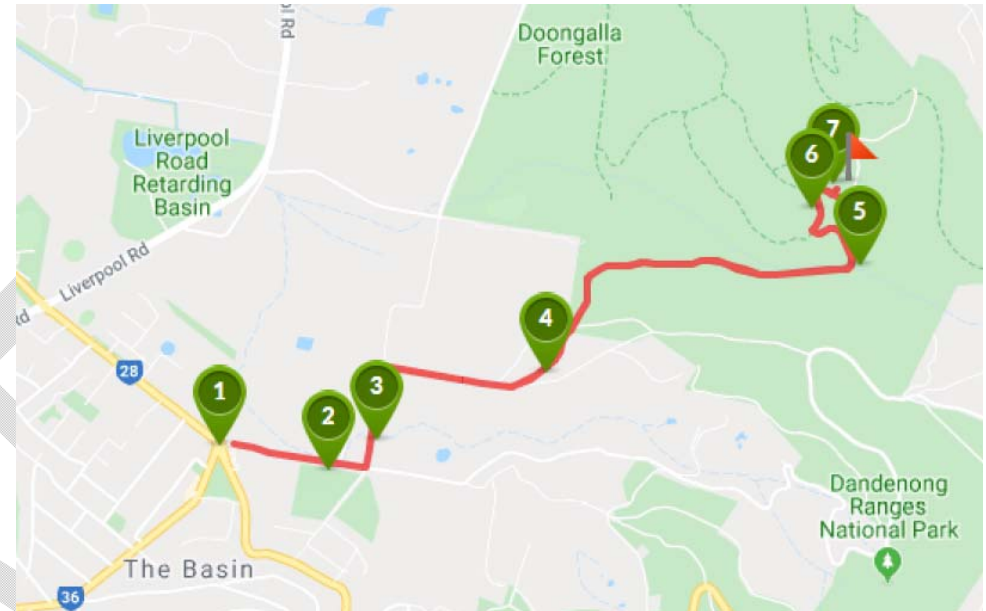 Rd
Doongalla
Forest
Liverpool
Road
Retarding
Basin
7
6
5
Liverpool Rd
4
28
1
3
2
Dandenong
Ranges
National Park
The Basin
36